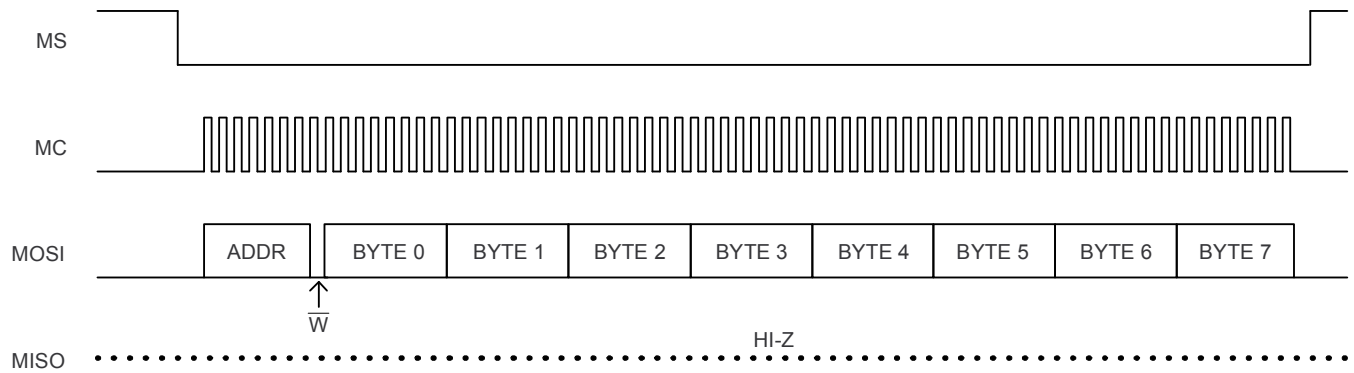 MS
MC
MOSI ADDR BYTE 0 BYTE 1 BYTE 2 BYTE 3 BYTE 4 BYTE 5 BYTE 6 BYTE 7
W̅
HI-Z
MISO